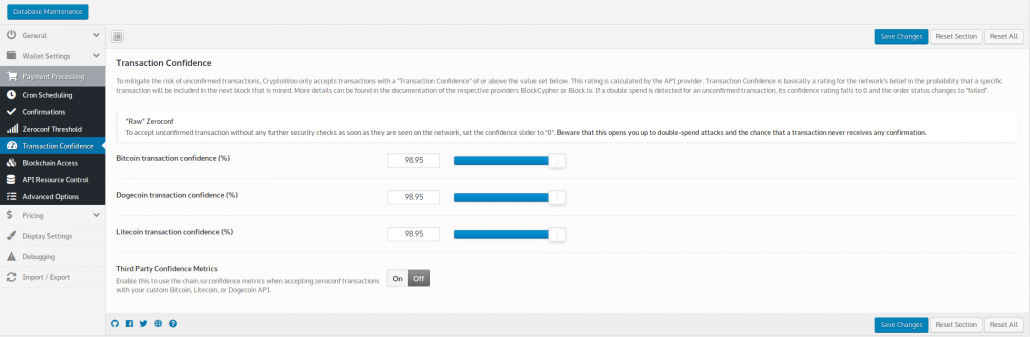 Database Maintenance
General
Wallet Settings
Payment Processing
Cron Scheduling
Confirmations
Zeroconf Threshold
Transaction Confidence
Blockchain Access
API Resource Control
Advanced Options
Pricing
Display Settings
Debugging
Import / Export
Save Changes Reset Section Reset All
Transaction Confidence
To mitigate the risk of unconfirmed transactions, CryptoWoo only accepts transactions with a "Transaction Confidence" of or above the value set below. This rating is calculated by the API provider. Transaction Confidence is basically a rating for the network's belief in the probability that a specific
transaction will be included in the next block that is mined. More details can be found in the documentation of the respective providers BlockCypher or Block.io. If a double spend is detected for an unconfirmed transaction, its confidence rating falls to 0 and the order status changes to "failed".
"Raw" Zeroconf
To accept unconfirmed transaction without any further security checks as soon as they are seen on the network, set the confidence slider to "0". Beware that this opens you up to double-spend attacks and the chance that a transaction never receives any confirmation.
Bitcoin transaction confidence (%) 98.95
Dogecoin transaction confidence (%) 98.95
Litecoin transaction confidence (%) 98.95
Third Party Confidence Metrics
Enable this to use the chain.so confidence metrics when accepting zeroconf transactions
with your custom Bitcoin, Litecoin, or Dogecoin API.
On Off
Save Changes Reset Section Reset All